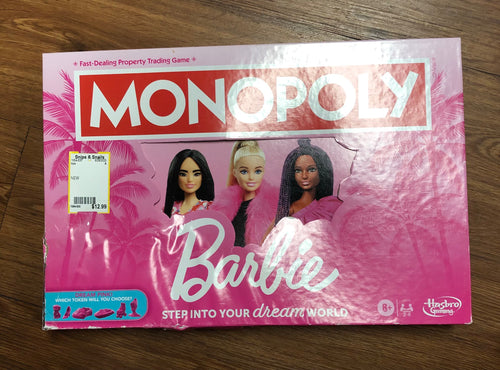 Fast-Dealing Property Trading Game
MONOPOLY
Snips & Snails
NEW
$12.99
Barbie
STEP INTO YOUR dream WORLD
WHICH TOKEN WILL YOU CHOOSE?
8+
Hasbro
Gaming